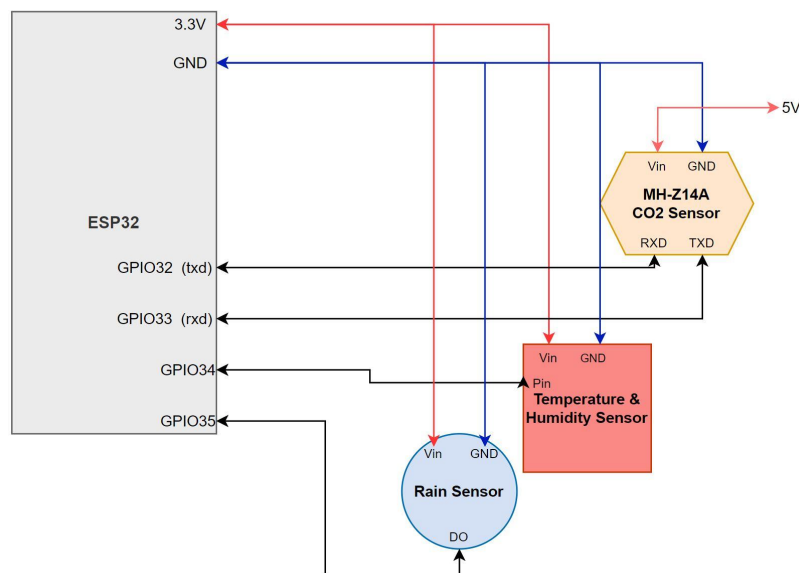 3.3V
GND
5V
Vin GND
MH-Z14A
CO2 Sensor
RXD TXD
ESP32
GPIO32 (txd)
GPIO33 (rxd)
Vin GND
GPIO34
Pin
Temperature &
Humidity Sensor
GPIO35
Vin GND
Rain Sensor
DO